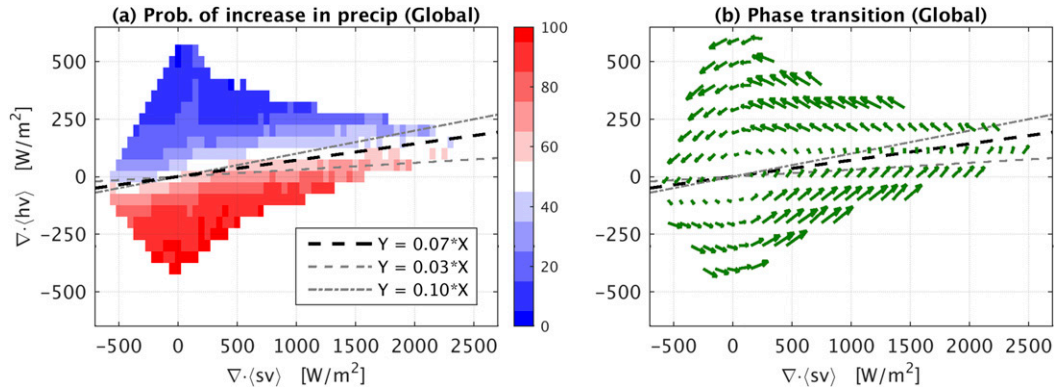 (a) Prob. of increase in precip (Global)
500
250
0
-250
-500
∇·⟨hv⟩ [W/m²]
-500 0 500 1000 1500 2000 2500
∇·⟨sv⟩ [W/m²]
Y = 0.07*X
Y = 0.03*X
Y = 0.10*X
100
80
60
40
20
0
(b) Phase transition (Global)
500
250
0
-250
-500
-500 0 500 1000 1500 2000 2500
∇·⟨sv⟩ [W/m²]